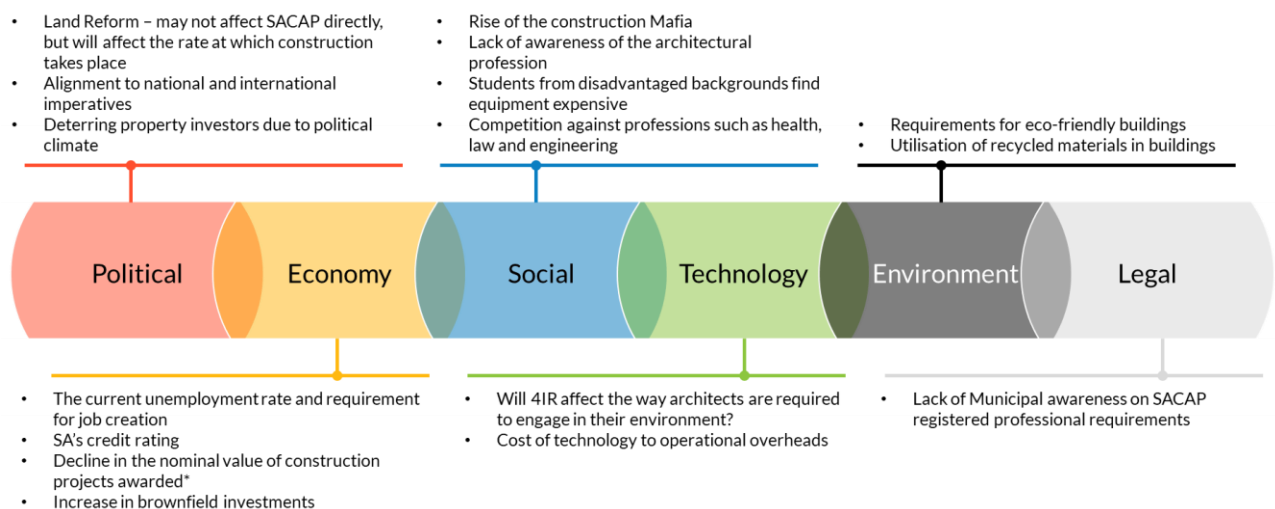 • Land Reform – may not affect SACAP directly,
but will affect the rate at which construction
takes place
• Alignment to national and international
imperatives
• Deterring property investors due to political
climate
• Rise of the construction Mafia
• Lack of awareness of the architectural
profession
• Students from disadvantaged backgrounds find
equipment expensive
• Competition against professions such as health,
law and engineering
• Requirements for eco-friendly buildings
• Utilisation of recycled materials in buildings
Political
Economy
Social
Technology
Environment
Legal
• The current unemployment rate and requirement
for job creation
• SA's credit rating
• Decline in the nominal value of construction
projects awarded*
• Increase in brownfield investments
• Will 4IR affect the way architects are required
to engage in their environment?
• Cost of technology to operational overheads
• Lack of Municipal awareness on SACAP
registered professional requirements